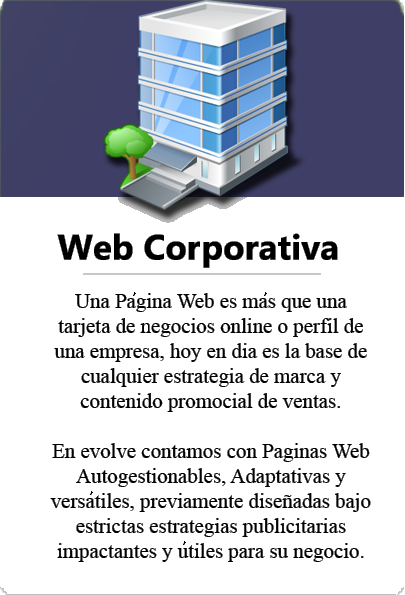 Web Corporativa
Una Página Web es más que una
tarjeta de negocios online o perfil de
una empresa, hoy en dia es la base de
cualquier estrategia de marca y
contenido promocial de ventas.
En evolve contamos con Paginas Web
Autogestionables, Adaptativas y
versátiles, previamente diseñadas bajo
estrictas estrategias publicitarias
impactantes y útiles para su negocio.